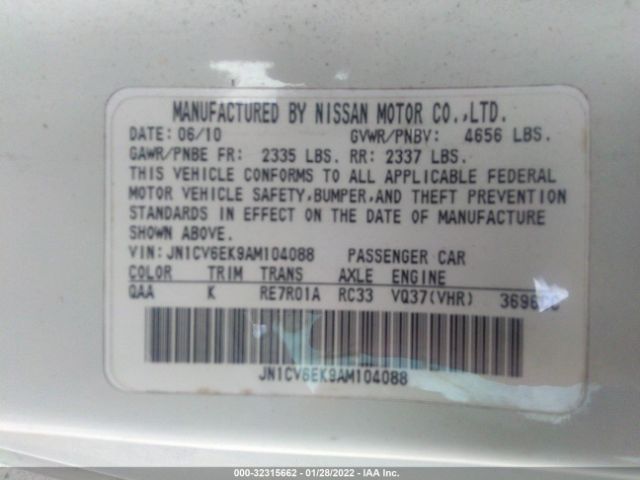 MANUFACTURED BY NISSAN MOTOR CO.,LTD.
DATE: 06/10 GVWR/PNBV: 4656 LBS.
GAWR/PNBE FR: 2335 LBS. RR: 2337 LBS.
THIS VEHICLE CONFORMS TO ALL APPLICABLE FEDERAL
MOTOR VEHICLE SAFETY,BUMPER,AND THEFT PREVENTION
STANDARDS IN EFFECT ON THE DATE OF MANUFACTURE
SHOWN ABOVE.
VIN: JN1CV6EK9AM104088 PASSENGER CAR
COLOR TRIM TRANS AXLE ENGINE
QAA K RE7R01A RC33 VQ37(VHR)
JN1CV6EK9AM104088
000-32315662 - 01/28/2022 - IAA Inc.